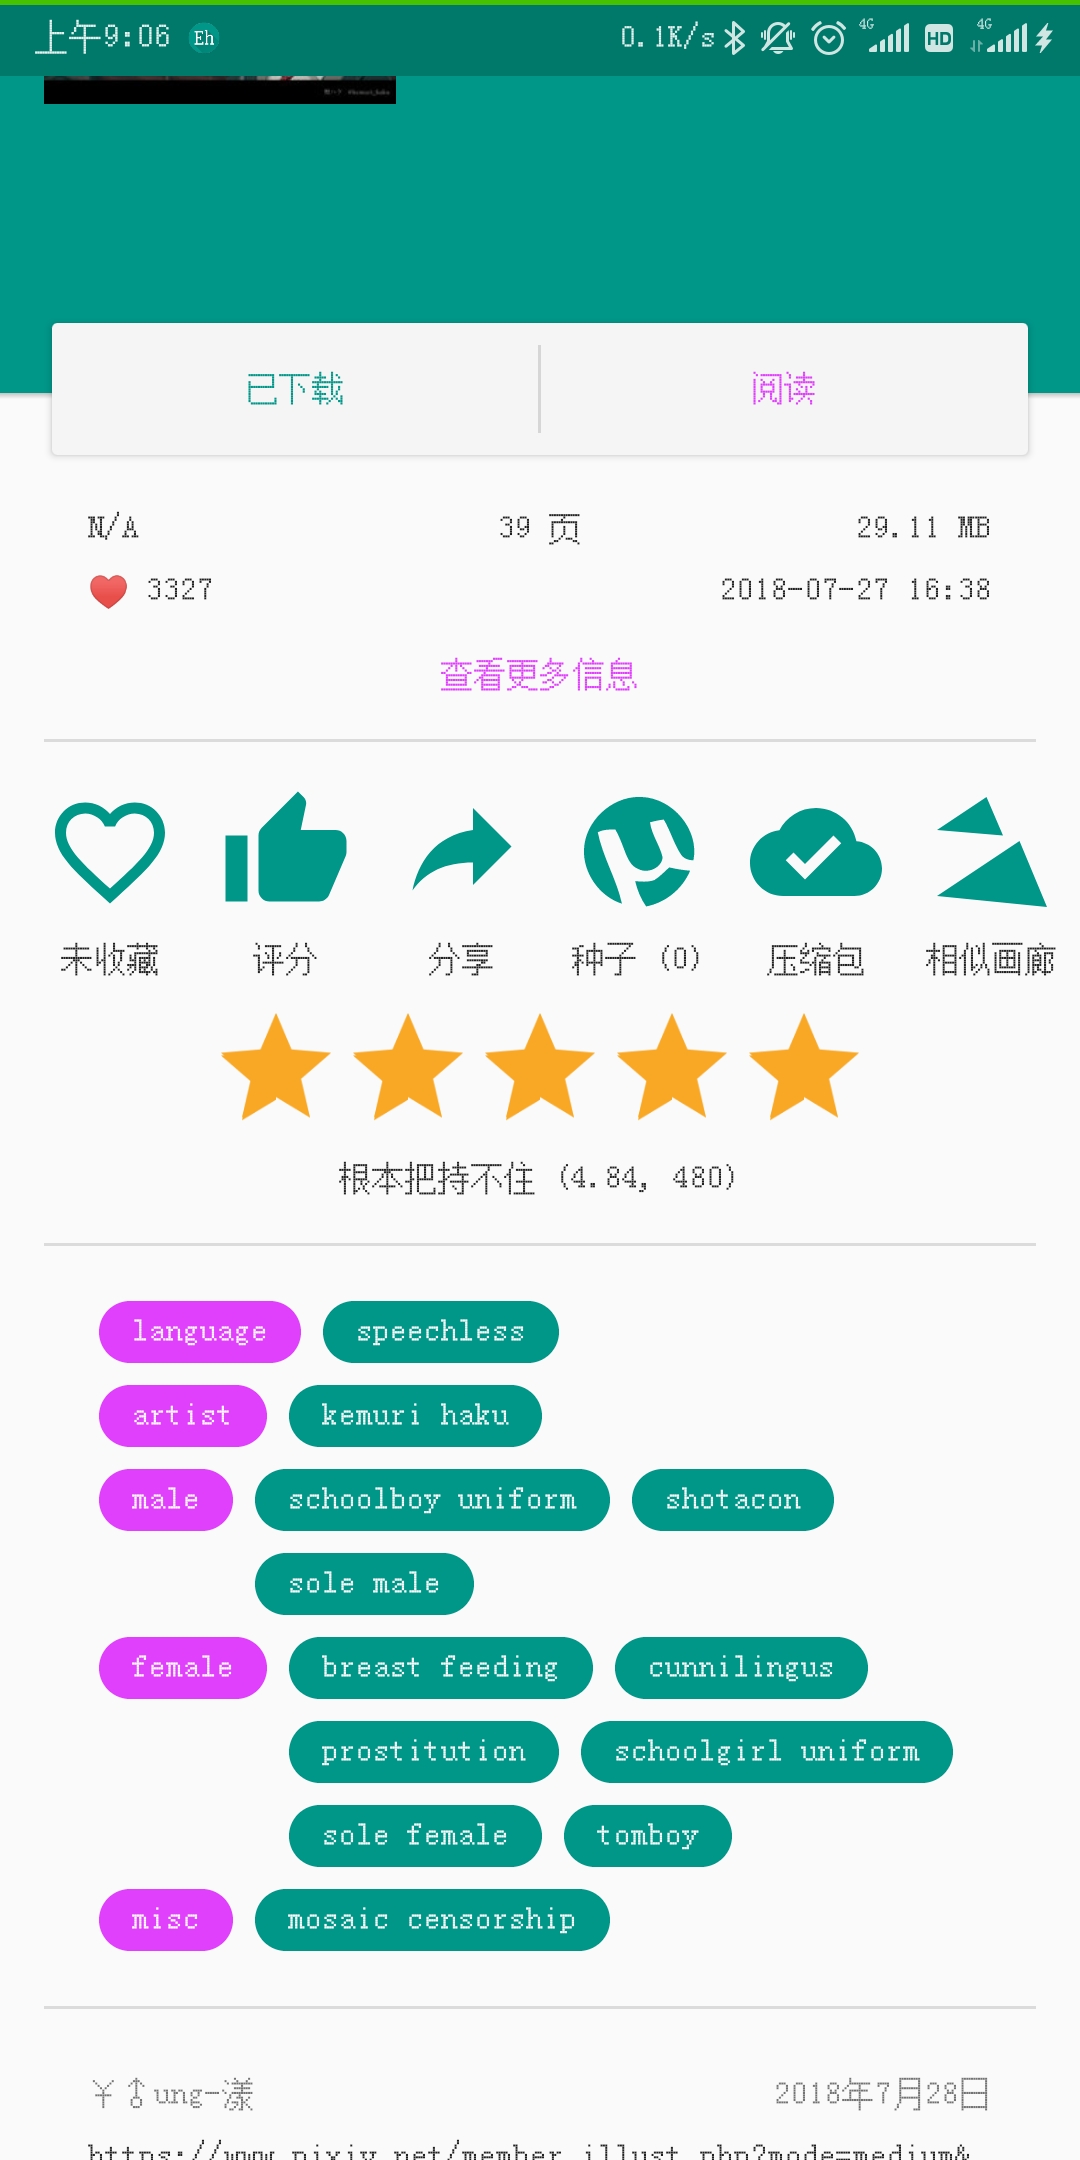 上午9:06 Eh 0.1K/s 4G HD 4G
已下载 阅读
N/A 39 页 29.11 MB
3327 2018-07-27 16:38
查看更多信息
未收藏 评分 分享 种子 (0) 压缩包 相似画廊
根本把持不住 (4.84, 480)
language speechless
artist kemuri haku
male schoolboy uniform shotacon
sole male
female breast feeding cunnilingus
prostitution schoolgirl uniform
sole female tomboy
misc mosaic censorship
ung-漾 2018年7月28日
https://www.pixiv.net/member_illust.php?mode=medium&